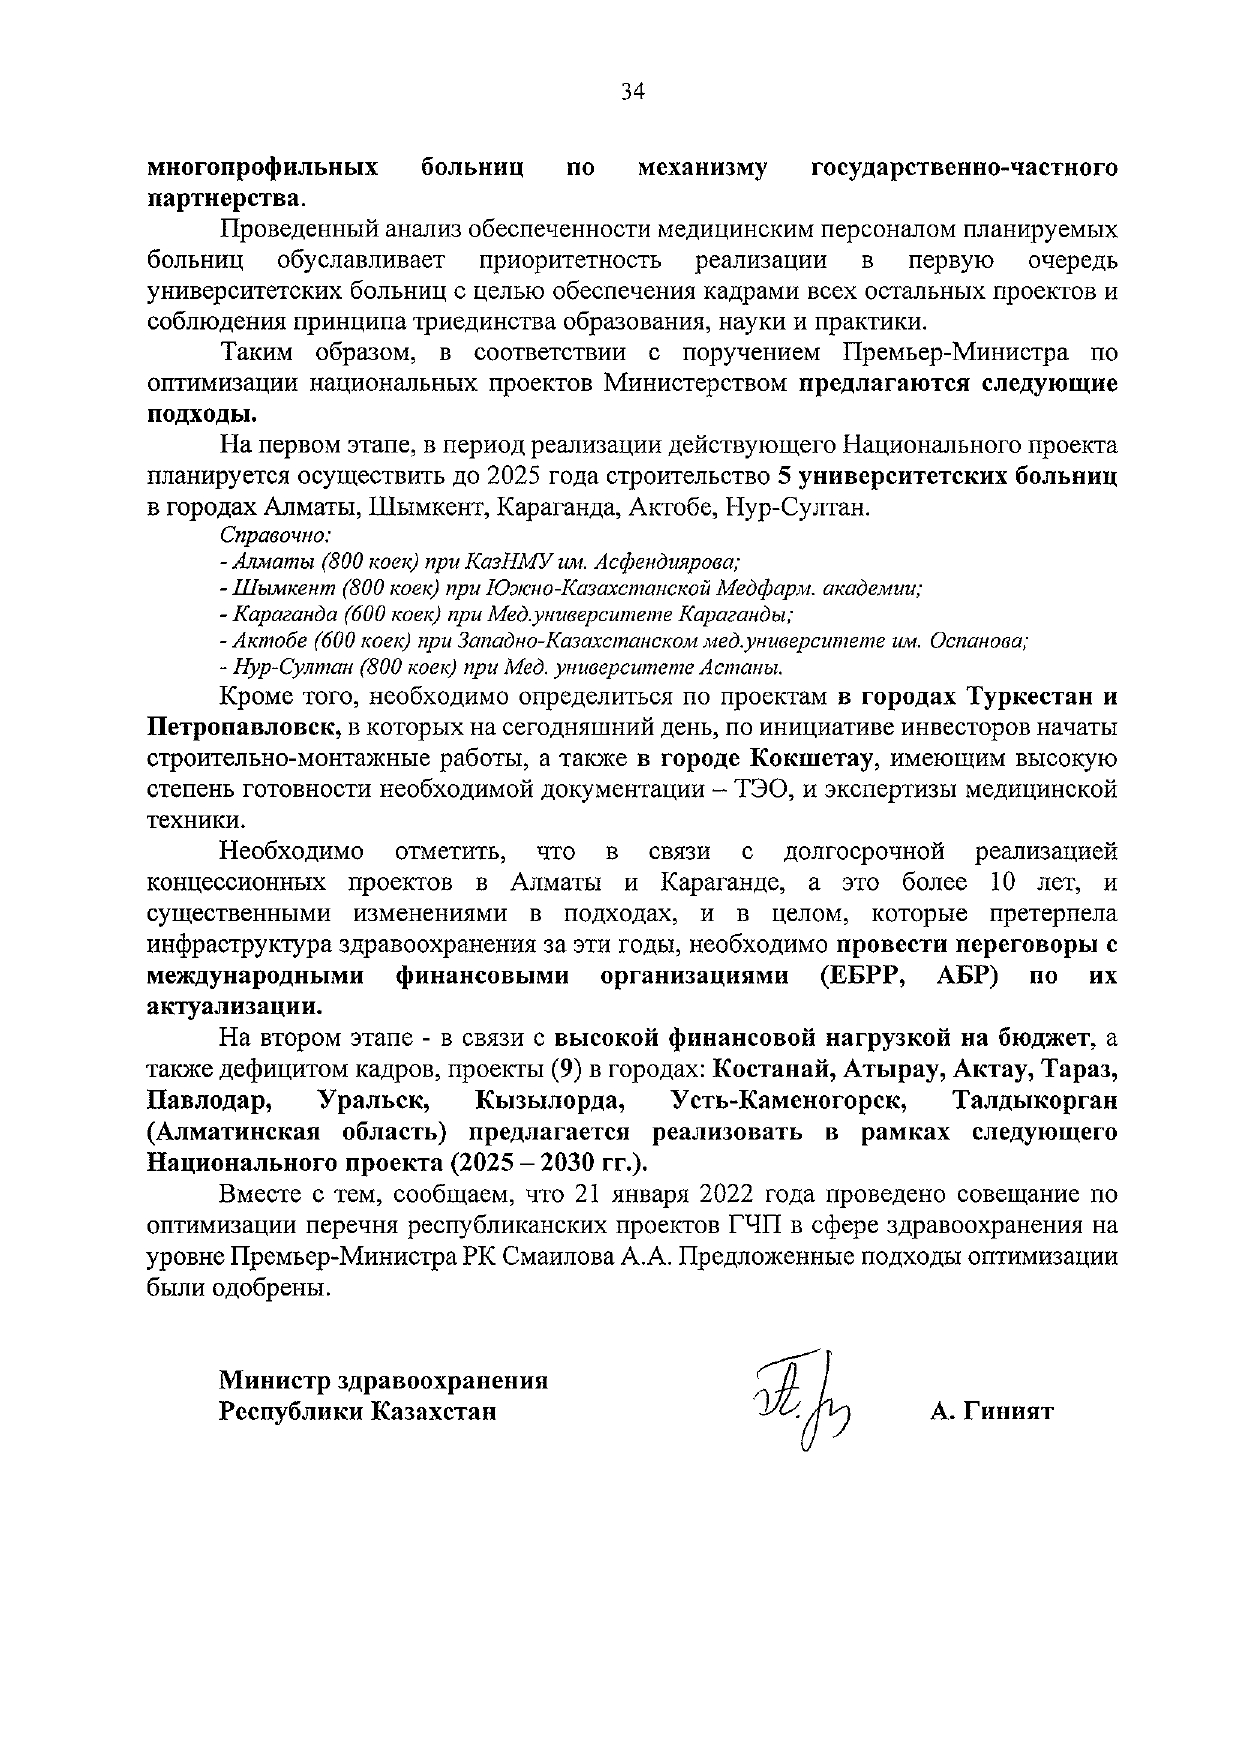 34
многопрофильных больниц по механизму государственно-частного
партнерства.
Проведенный анализ обеспеченности медицинским персоналом планируемых
больниц обуславливает приоритетность реализации в первую очередь
университетских больниц с целью обеспечения кадрами всех остальных проектов и
соблюдения принципа триединства образования, науки и практики.
Таким образом, в соответствии с поручением Премьер-Министра по
оптимизации национальных проектов Министерством предлагаются следующие
подходы.
На первом этапе, в период реализации действующего Национального проекта
планируется осуществить до 2025 года строительство 5 университетских больниц
в городах Алматы, Шымкент, Караганда, Актобе, Нур-Султан.
Справочно:
- Алматы (800 коек) при КазНМУ им. Асфендиярова;
- Шымкент (800 коек) при Южно-Казахстанской Медфарм. академии;
- Караганда (600 коек) при Мед.университете Караганды;
- Актобе (600 коек) при Западно-Казахстанском мед.университете им. Оспанова;
- Нур-Султан (800 коек) при Мед. университете Астаны.
Кроме того, необходимо определиться по проектам в городах Туркестан и
Петропавловск, в которых на сегодняшний день, по инициативе инвесторов начаты
строительно-монтажные работы, а также в городе Кокшетау, имеющим высокую
степень готовности необходимой документации – ТЭО, и экспертизы медицинской
техники.
Необходимо отметить, что в связи с долгосрочной реализацией
концессионных проектов в Алматы и Караганде, а это более 10 лет, и
существенными изменениями в подходах, и в целом, которые претерпела
инфраструктура здравоохранения за эти годы, необходимо провести переговоры с
международными финансовыми организациями (ЕБРР, АБР) по их
актуализации.
На втором этапе - в связи с высокой финансовой нагрузкой на бюджет, а
также дефицитом кадров, проекты (9) в городах: Костанай, Атырау, Актау, Тараз,
Павлодар, Уральск, Кызылорда, Усть-Каменогорск, Талдыкорган
(Алматинская область) предлагается реализовать в рамках следующего
Национального проекта (2025 – 2030 гг.).
Вместе с тем, сообщаем, что 21 января 2022 года проведено совещание по
оптимизации перечня республиканских проектов ГЧП в сфере здравоохранения на
уровне Премьер-Министра РК Смаилова А.А. Предложенные подходы оптимизации
были одобрены.
Министр здравоохранения
Республики Казахстан А. Гиният